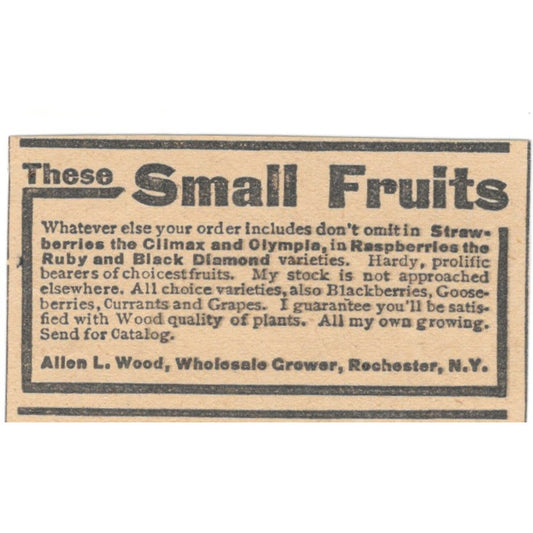 These Small Fruits
Whatever else your order includes don't omit in Straw-
berries the Climax and Olympia, in Raspberries the
Ruby and Black Diamond varieties. Hardy, prolific
bearers of choicest fruits. My stock is not approached
elsewhere. All choice varieties, also Blackberries, Goose-
berries, Currants and Grapes. I guarantee you'll be satis-
fied with Wood quality of plants. All my own growing.
Send for Catalog.
Allen L. Wood, Wholesale Grower, Rochester, N.Y.